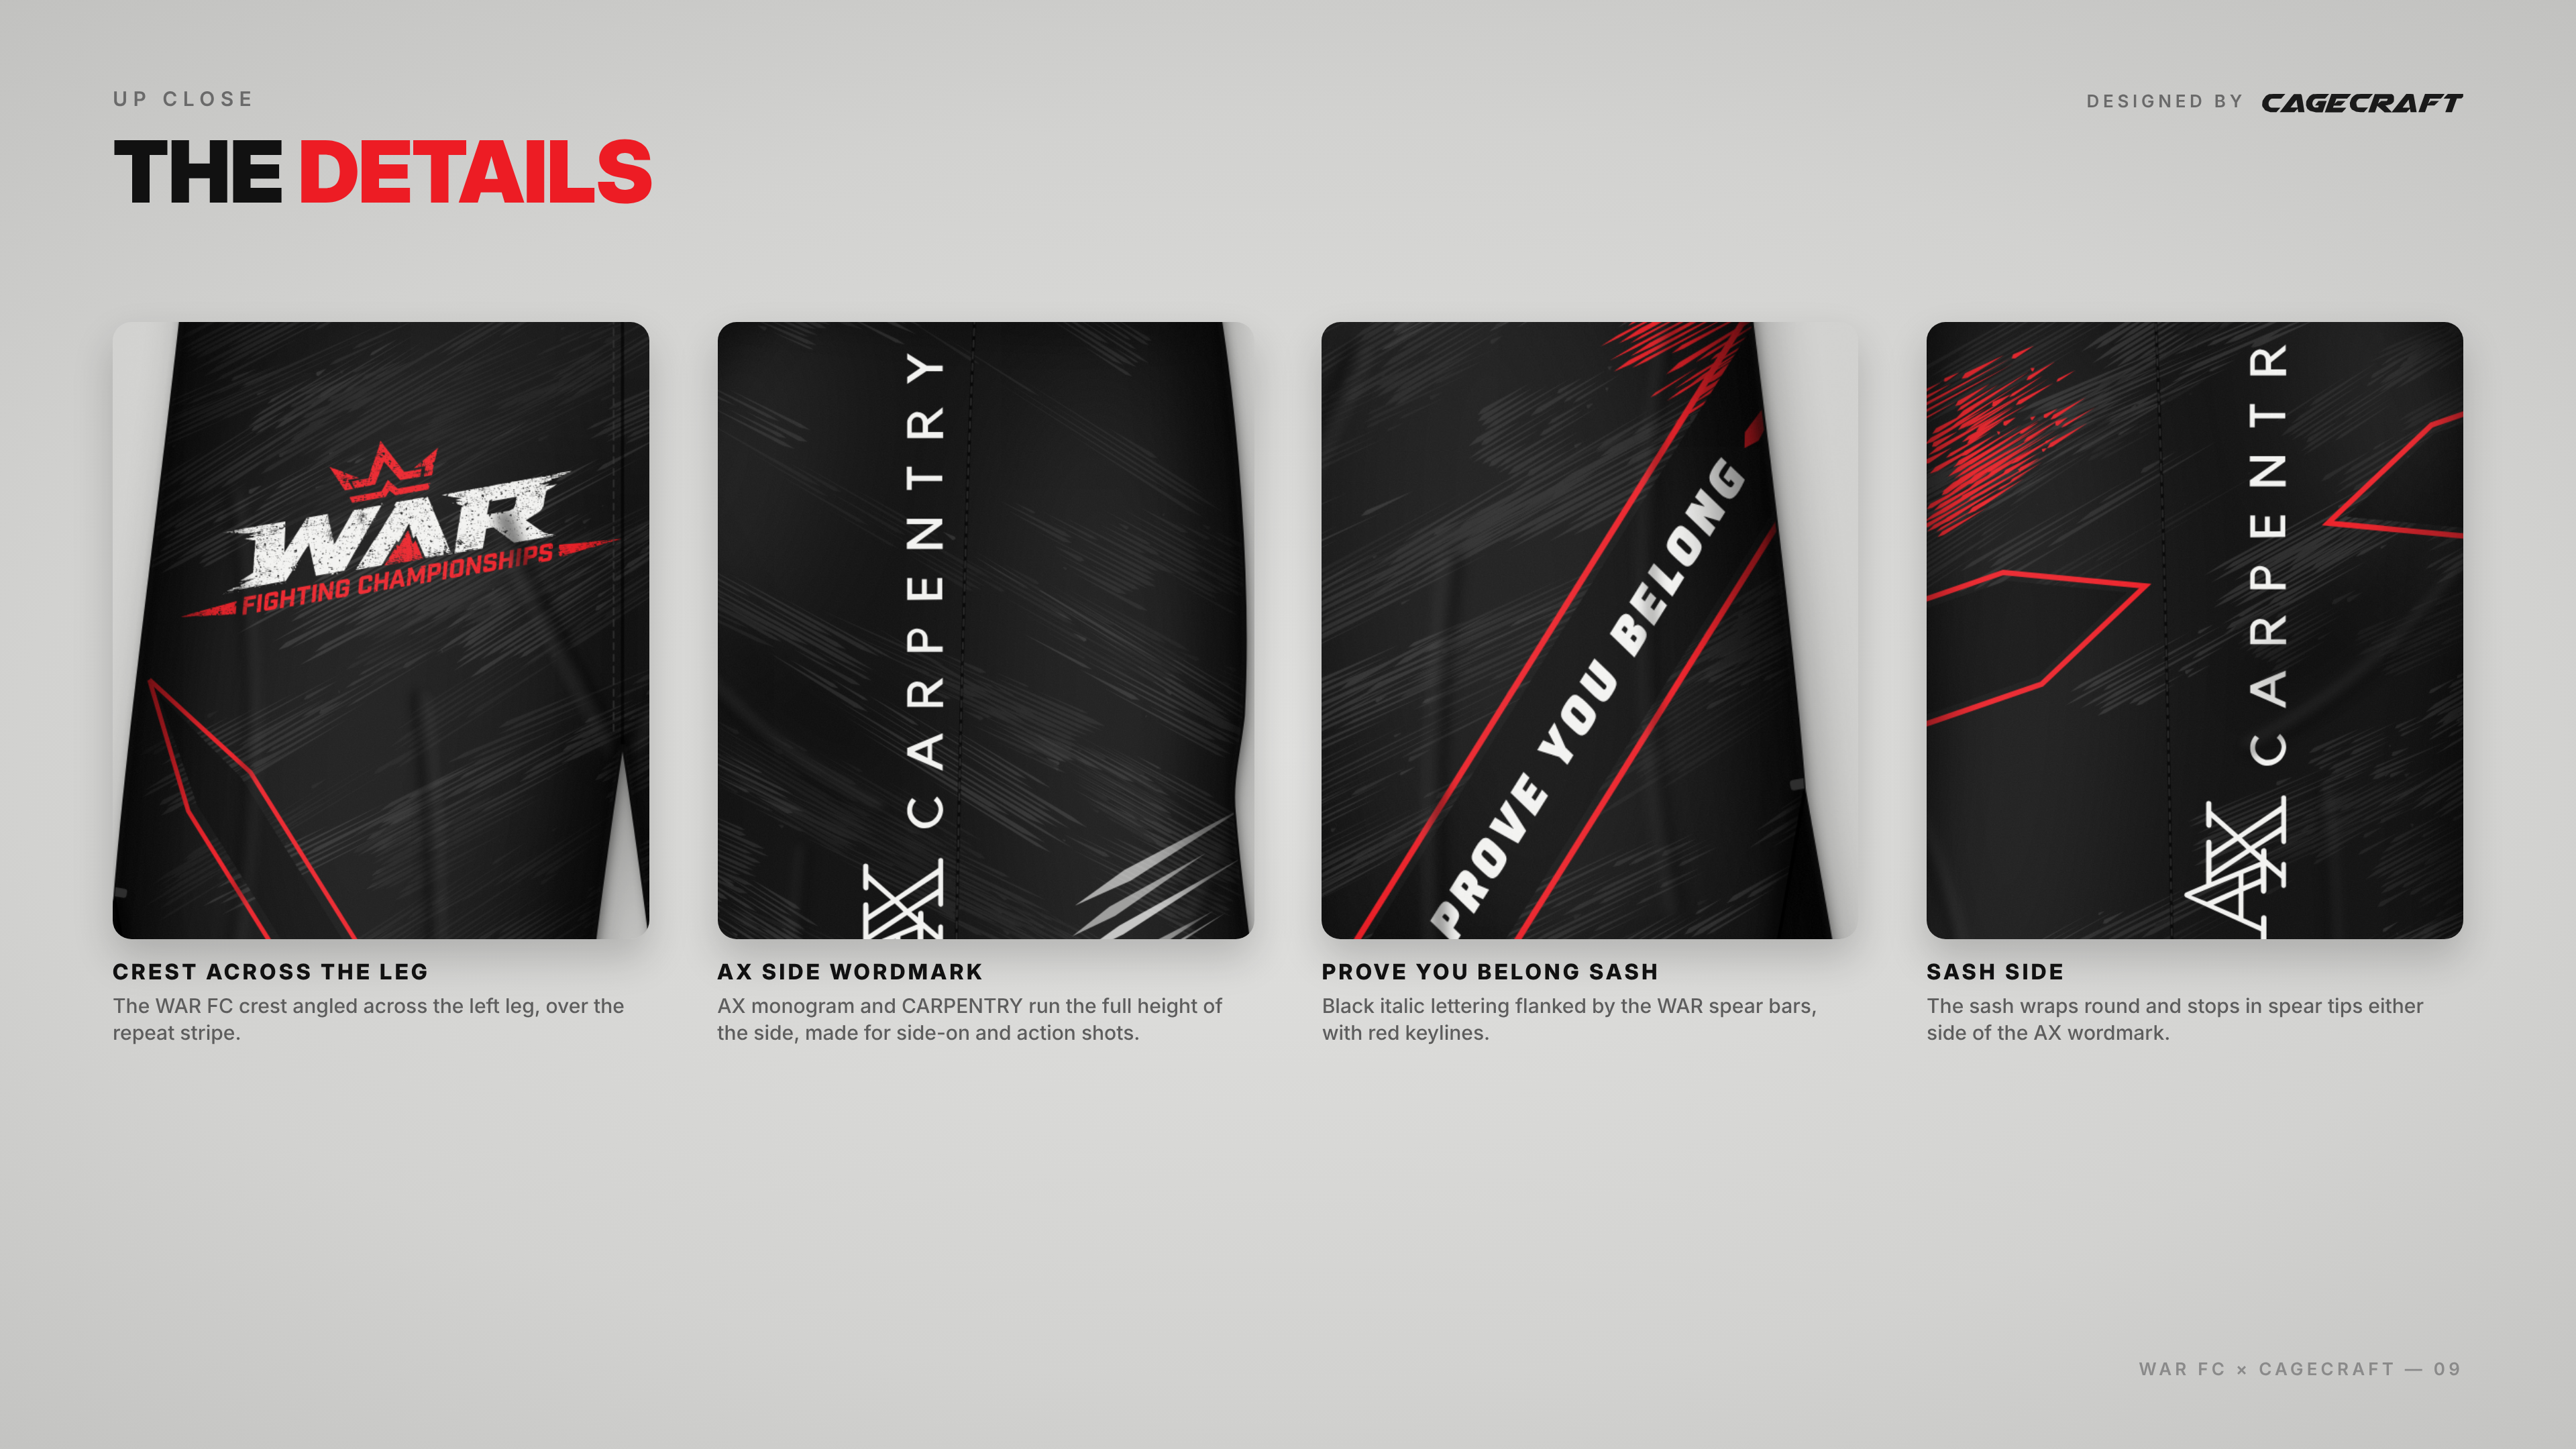 UP CLOSE
DESIGNED BY CAGECRAFT
THE DETAILS
WAR
FIGHTING CHAMPIONSHIPS
AX CARPENTRY
PROVE YOU BELONG
AX CARPENTR
CREST ACROSS THE LEG
The WAR FC crest angled across the left leg, over the
repeat stripe.
AX SIDE WORDMARK
AX monogram and CARPENTRY run the full height of
the side, made for side-on and action shots.
PROVE YOU BELONG SASH
Black italic lettering flanked by the WAR spear bars,
with red keylines.
SASH SIDE
The sash wraps round and stops in spear tips either
side of the AX wordmark.
WAR FC × CAGECRAFT — 09